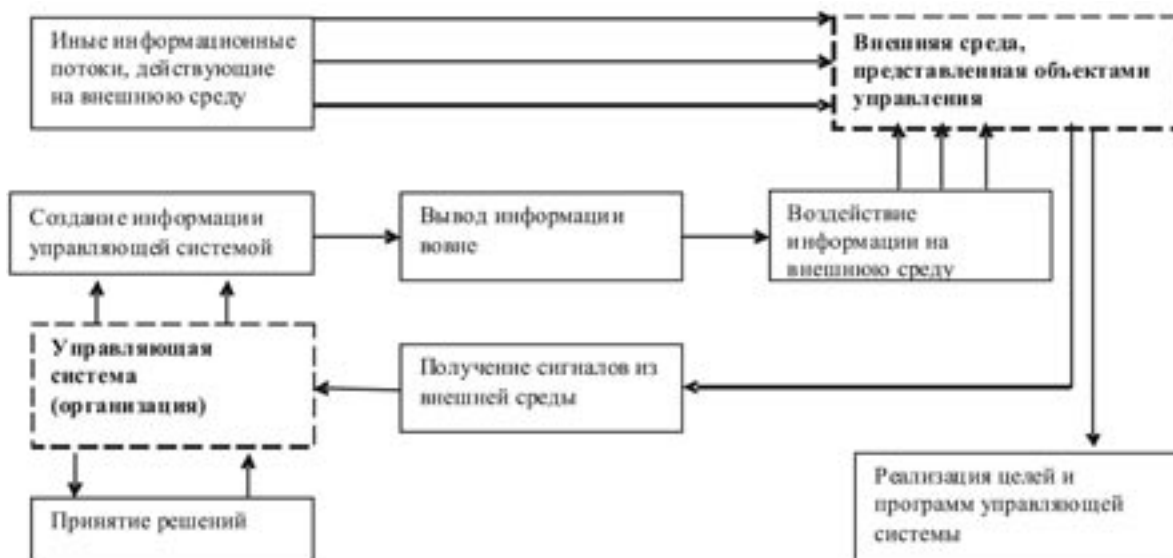 Иные информационные
потоки, действующие
на внешнюю среду
Внешняя среда,
представленная объектами
управления
Создание информации
управляющей системой
Вывод информации
вовне
Воздействие
информации на
внешнюю среду
Управляющая
система
(организация)
Получение сигналов из
внешней среды
Принятие решений
Реализация целей и
программ управляющей
системы